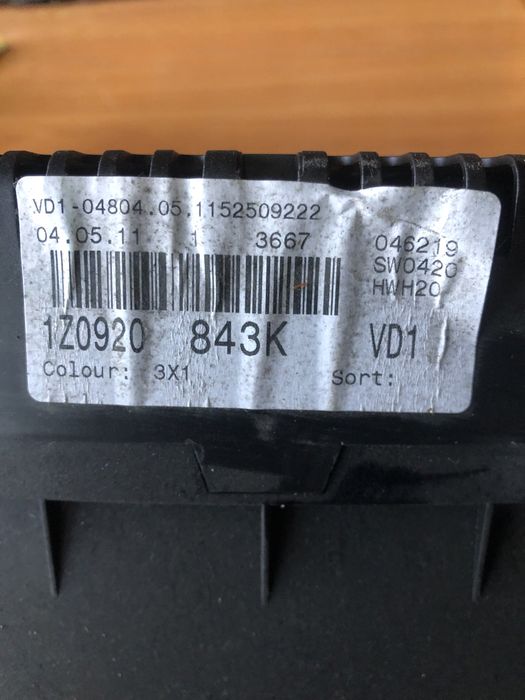 VD1-04804.05.1152509222
04.05.11 1 3667 046219
SW0420
HWH20
1Z0920 843K VD1
Colour: 3X1 Sort: